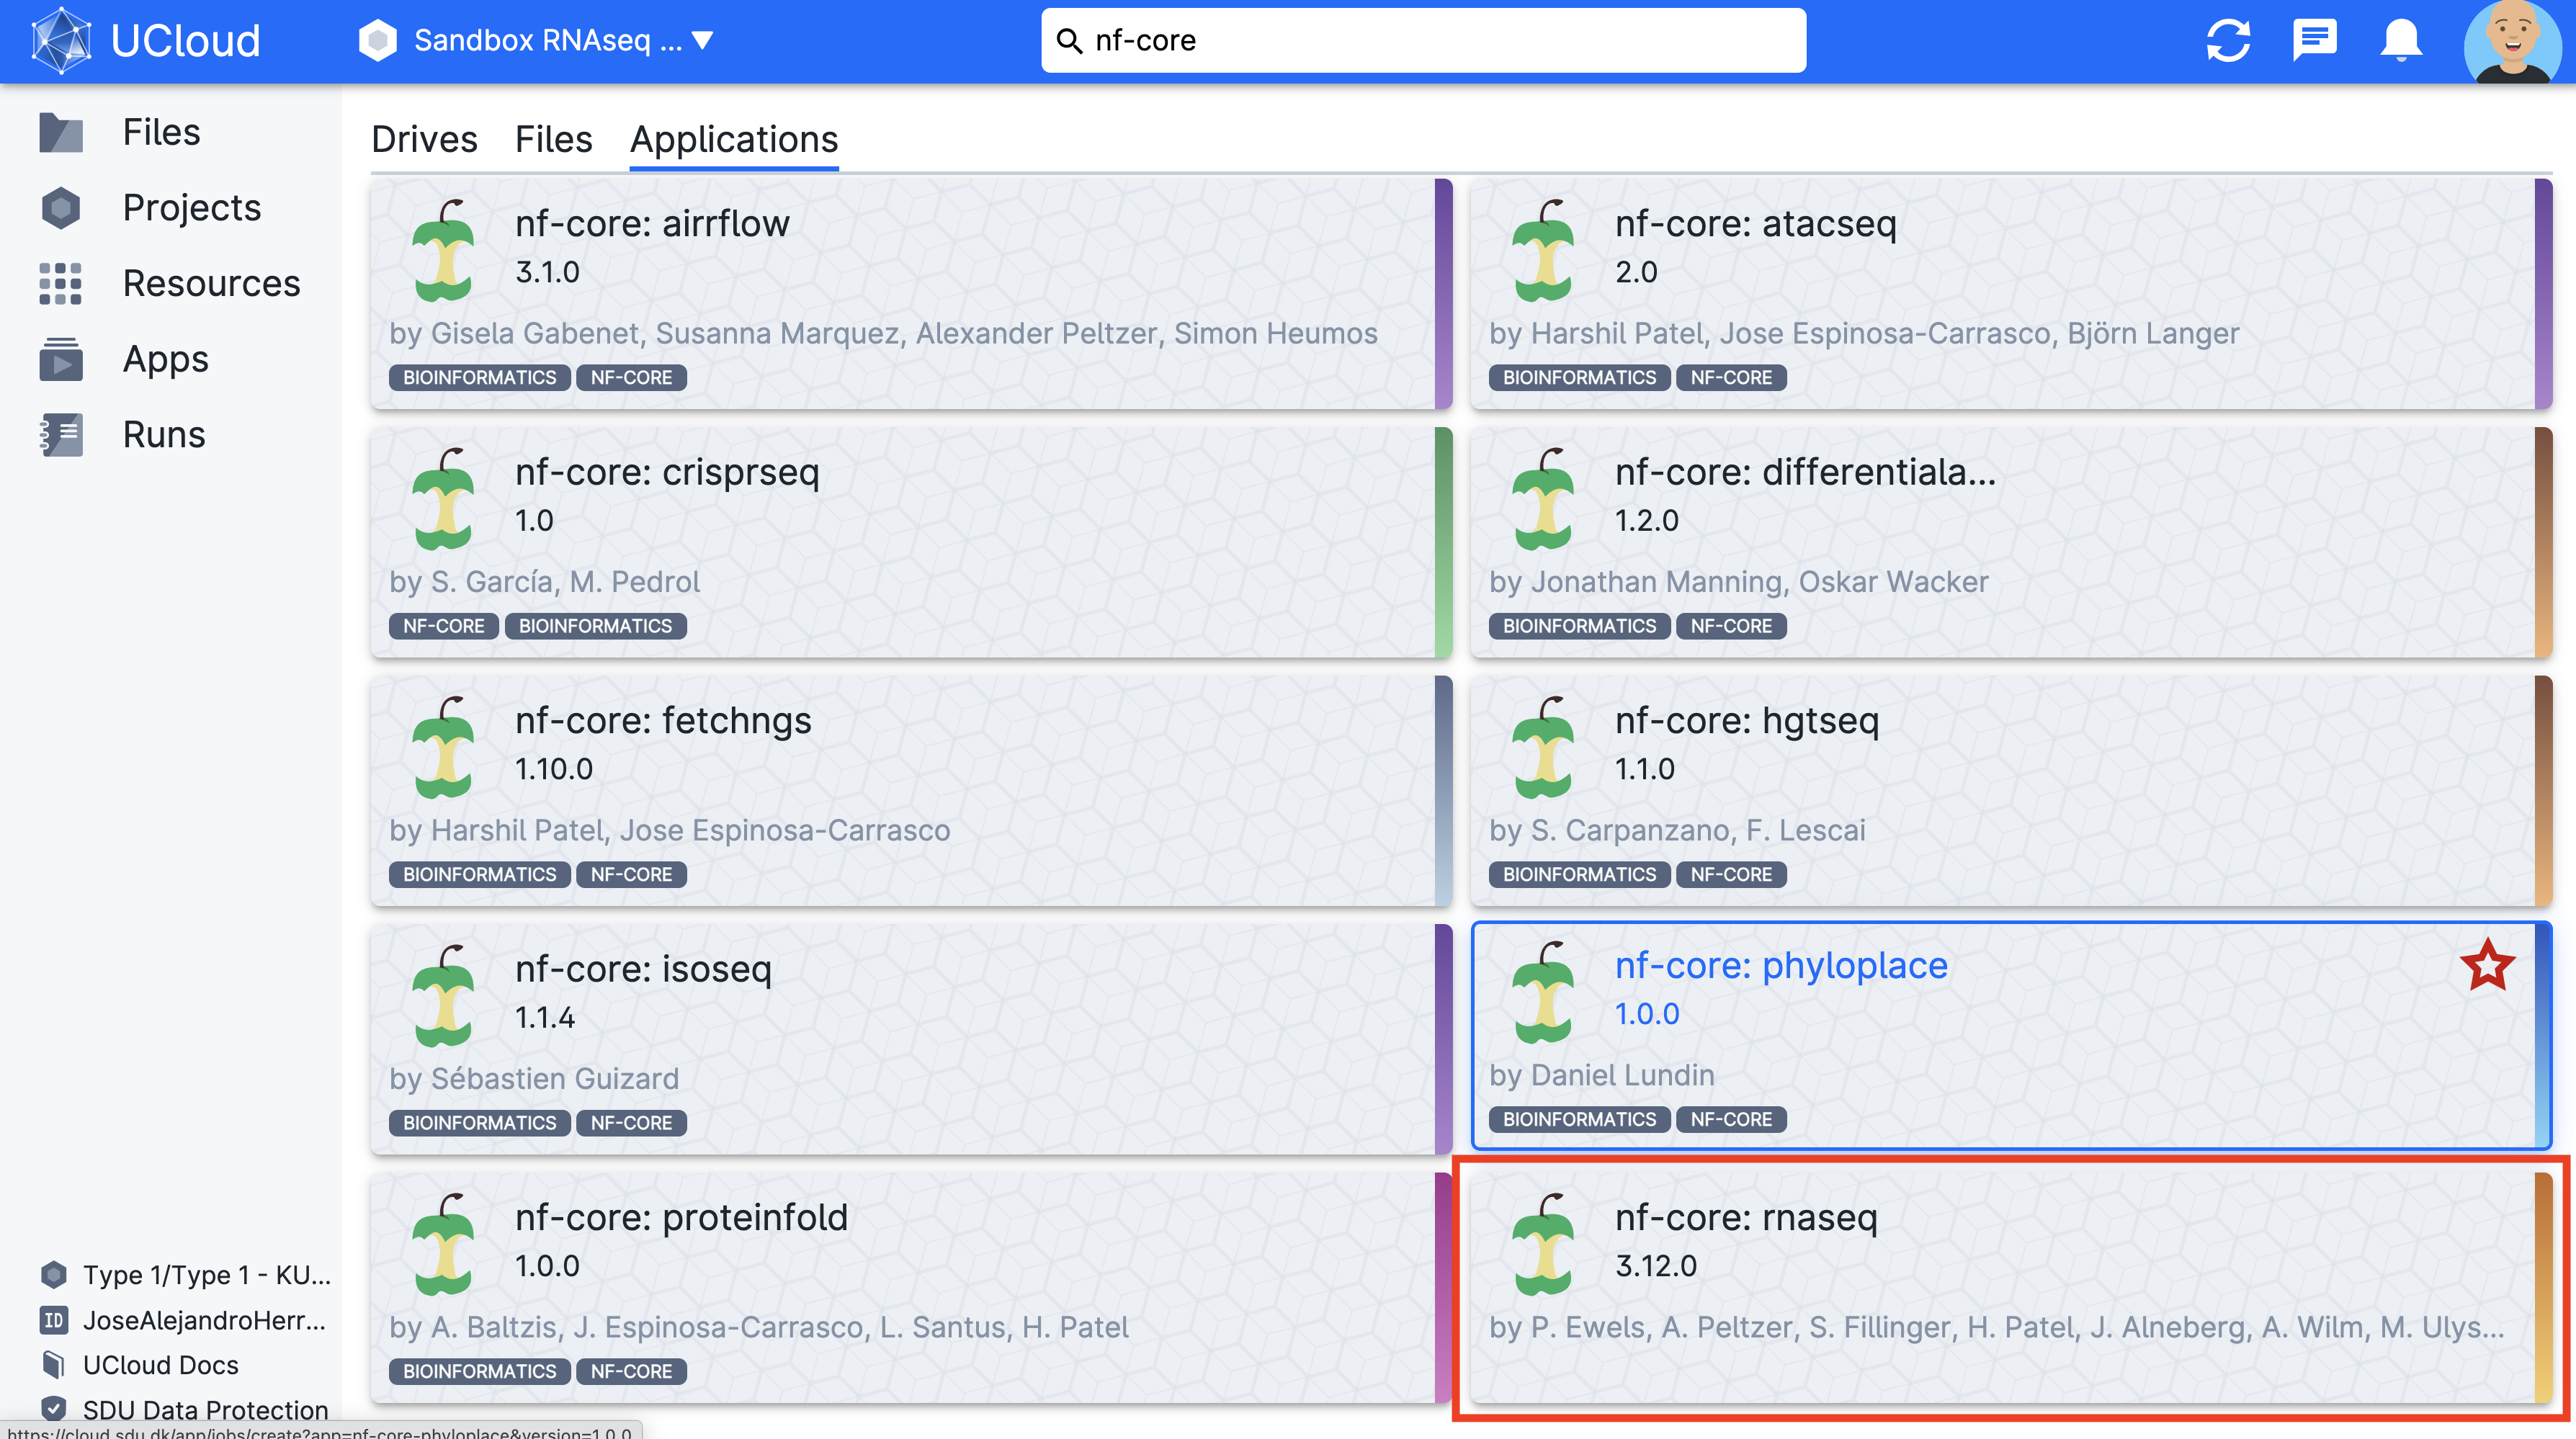 UCloud
Sandbox RNAseq ...
nf-core
Files
Projects
Resources
Apps
Runs
Drives Files Applications
nf-core: airrflow
3.1.0
by Gisela Gabenet, Susanna Marquez, Alexander Peltzer, Simon Heumos
BIOINFORMATICS NF-CORE
nf-core: atacseq
2.0
by Harshil Patel, Jose Espinosa-Carrasco, Björn Langer
BIOINFORMATICS NF-CORE
nf-core: crisprseq
1.0
by S. García, M. Pedrol
NF-CORE BIOINFORMATICS
nf-core: differentiala...
1.2.0
by Jonathan Manning, Oskar Wacker
BIOINFORMATICS NF-CORE
nf-core: fetchngs
1.10.0
by Harshil Patel, Jose Espinosa-Carrasco
BIOINFORMATICS NF-CORE
nf-core: hgtseq
1.1.0
by S. Carpanzano, F. Lescai
BIOINFORMATICS NF-CORE
nf-core: isoseq
1.1.4
by Sébastien Guizard
BIOINFORMATICS NF-CORE
nf-core: phyloplace
1.0.0
by Daniel Lundin
BIOINFORMATICS NF-CORE
nf-core: proteinfold
1.0.0
by A. Baltzis, J. Espinosa-Carrasco, L. Santus, H. Patel
BIOINFORMATICS NF-CORE
nf-core: rnaseq
3.12.0
by P. Ewels, A. Peltzer, S. Fillinger, H. Patel, J. Alneberg, A. Wilm, M. Ulys...
Type 1/Type 1 - KU...
ID JoseAlejandroHerr...
UCloud Docs
SDU Data Protection
https://cloud.sdu.dk/app/jobs/create?app=nf-core-phyloplace&version=1.0.0